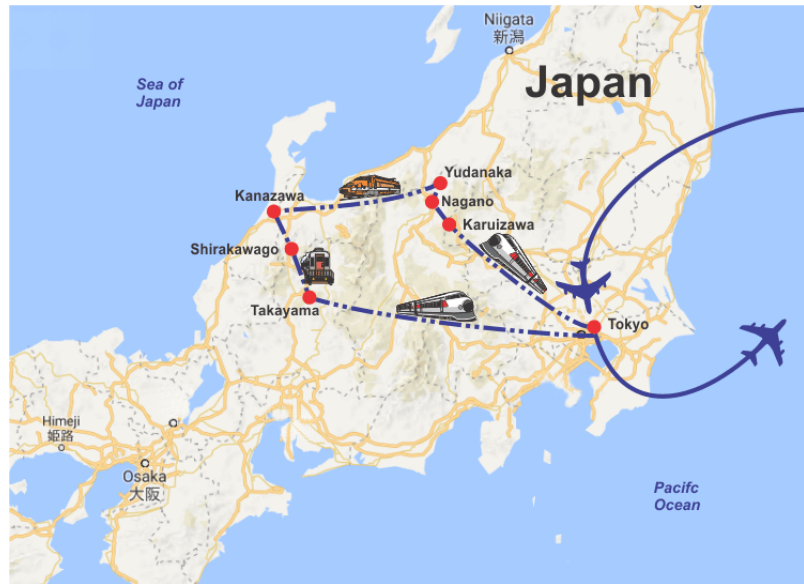 Niigata
新潟
Sea of
Japan
Japan
Yudanaka
Kanazawa
Nagano
Karuizawa
Shirakawago
Takayama
Tokyo
Himeji
姫路
Osaka
大阪
Pacifc
Ocean